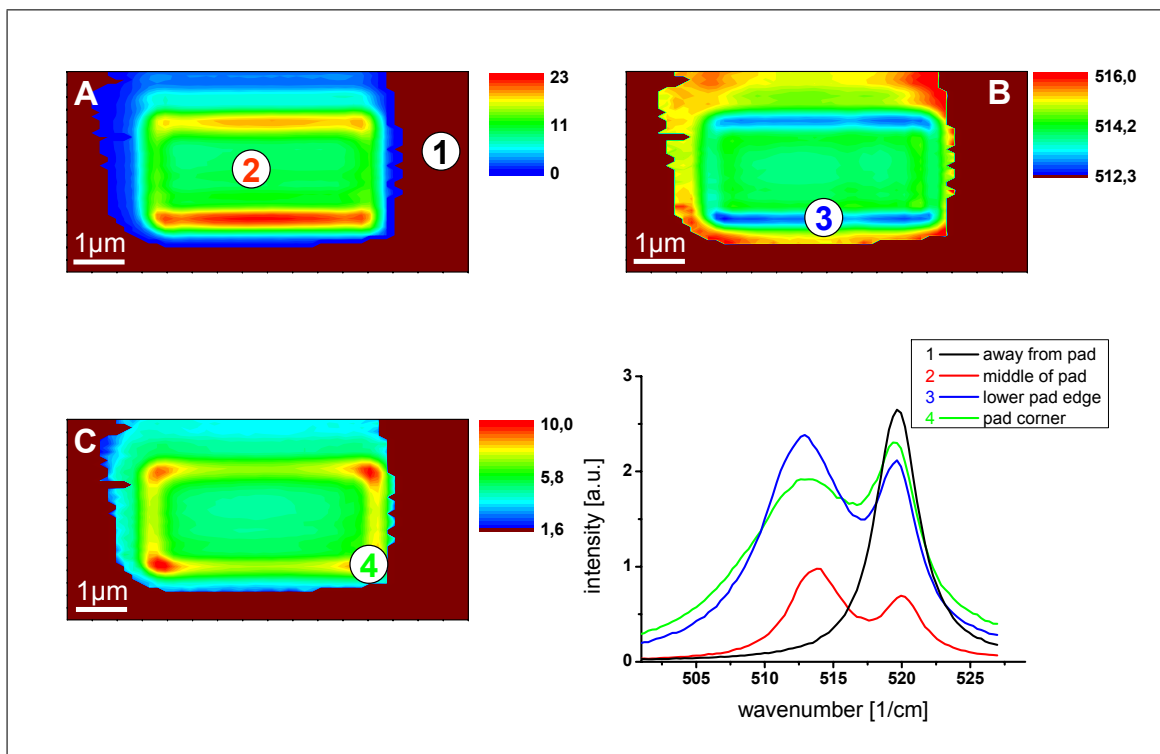 A
1
2
1µm
23
11
0
B
3
1µm
516,0
514,2
512,3
C
4
1µm
10,0
5,8
1,6
1 away from pad
2 middle of pad
3 lower pad edge
4 pad corner
3
2
1
0
intensity [a.u.]
505 510 515 520 525
wavenumber [1/cm]